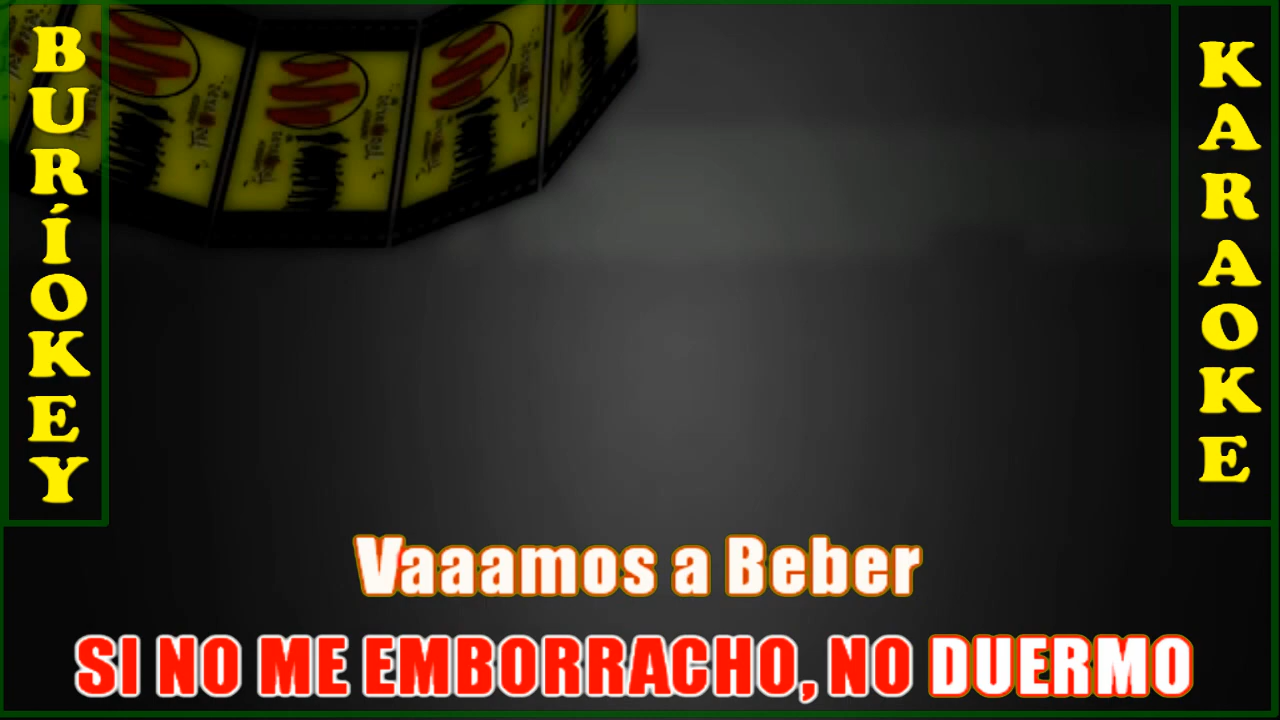 BURÍOKEY
KARAOKE
Vaaamos a Beber
SI NO ME EMBORRACHO, NO DUERMO